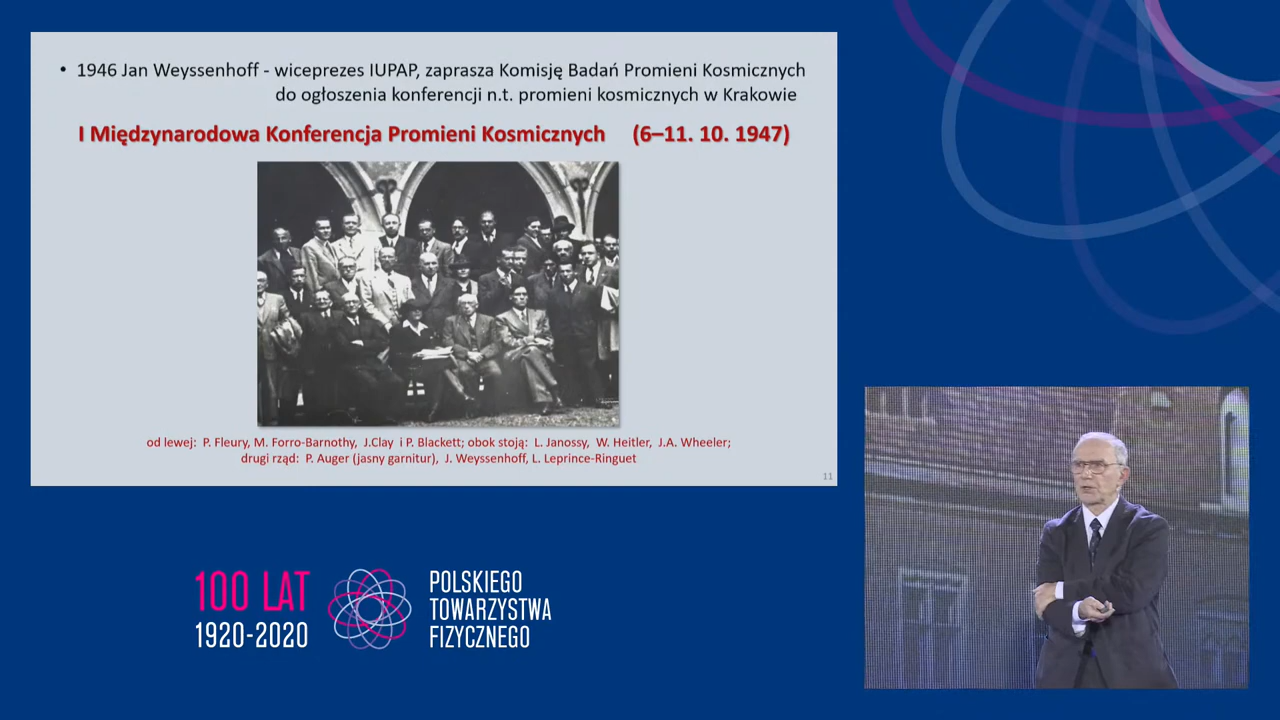 • 1946 Jan Weyssenhoff - wiceprezes IUPAP, zaprasza Komisję Badań Promieni Kosmicznych
do ogłoszenia konferencji n.t. promieni kosmicznych w Krakowie
I Międzynarodowa Konferencja Promieni Kosmicznych (6–11. 10. 1947)
od lewej: P. Fleury, M. Forro-Barnothy, J.Clay i P. Blackett; obok stoją: L. Janossy, W. Heitler, J.A. Wheeler;
drugi rząd: P. Auger (jasny garnitur), J. Weyssenhoff, L. Leprince-Ringuet
11
100 LAT
1920-2020
POLSKIEGO
TOWARZYSTWA
FIZYCZNEGO